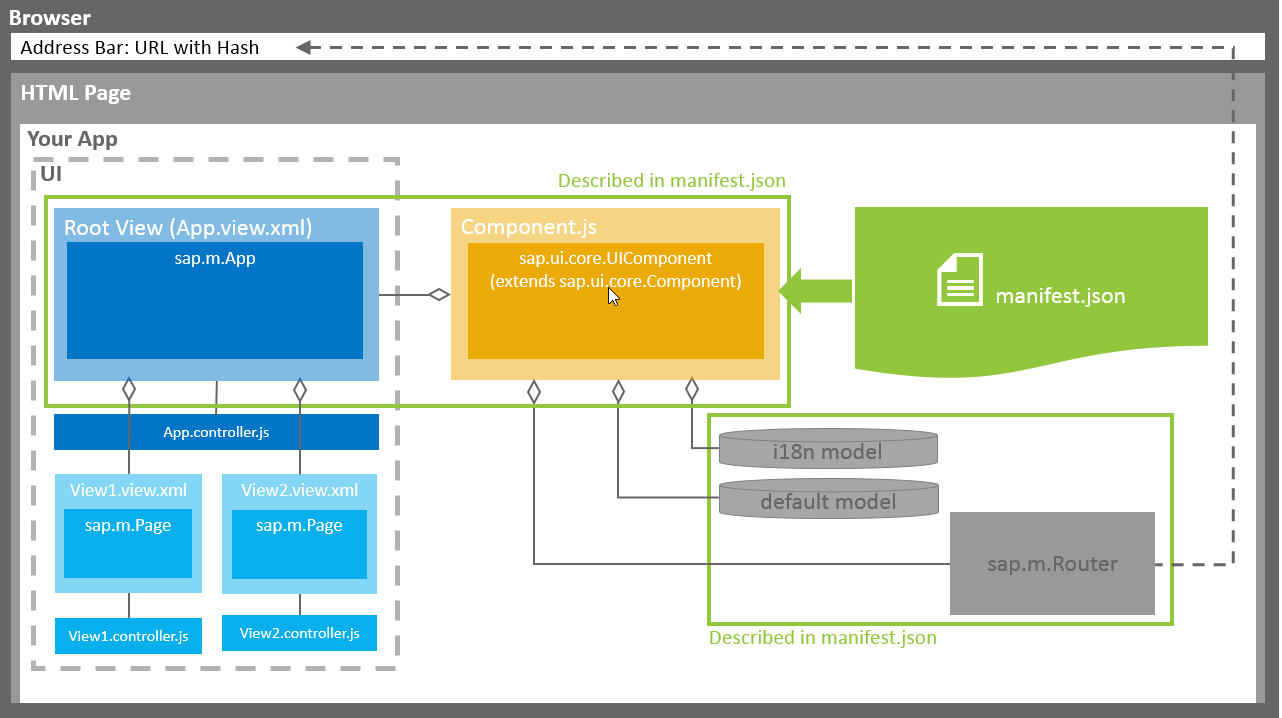 Browser
Address Bar: URL with Hash
HTML Page
Your App
UI
Described in manifest.json
Root View (App.view.xml)
sap.m.App
Component.js
sap.ui.core.UIComponent
(extends sap.ui.core.Component)
manifest.json
App.controller.js
i18n model
default model
View1.view.xml
sap.m.Page
View2.view.xml
sap.m.Page
sap.m.Router
View1.controller.js
View2.controller.js
Described in manifest.json